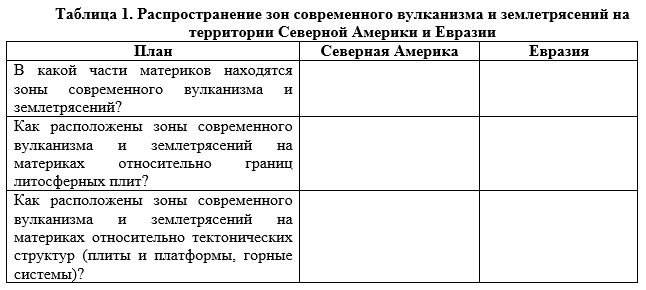 Таблица 1. Распространение зон современного вулканизма и землетрясений на
территории Северной Америки и Евразии
План Северная Америка Евразия
В какой части материков находятся
зоны современного вулканизма и
землетрясений?
Как расположены зоны современного
вулканизма и землетрясений на
материках относительно границ
литосферных плит?
Как расположены зоны современного
вулканизма и землетрясений на
материках относительно тектонических
структур (плиты и платформы, горные
системы)?